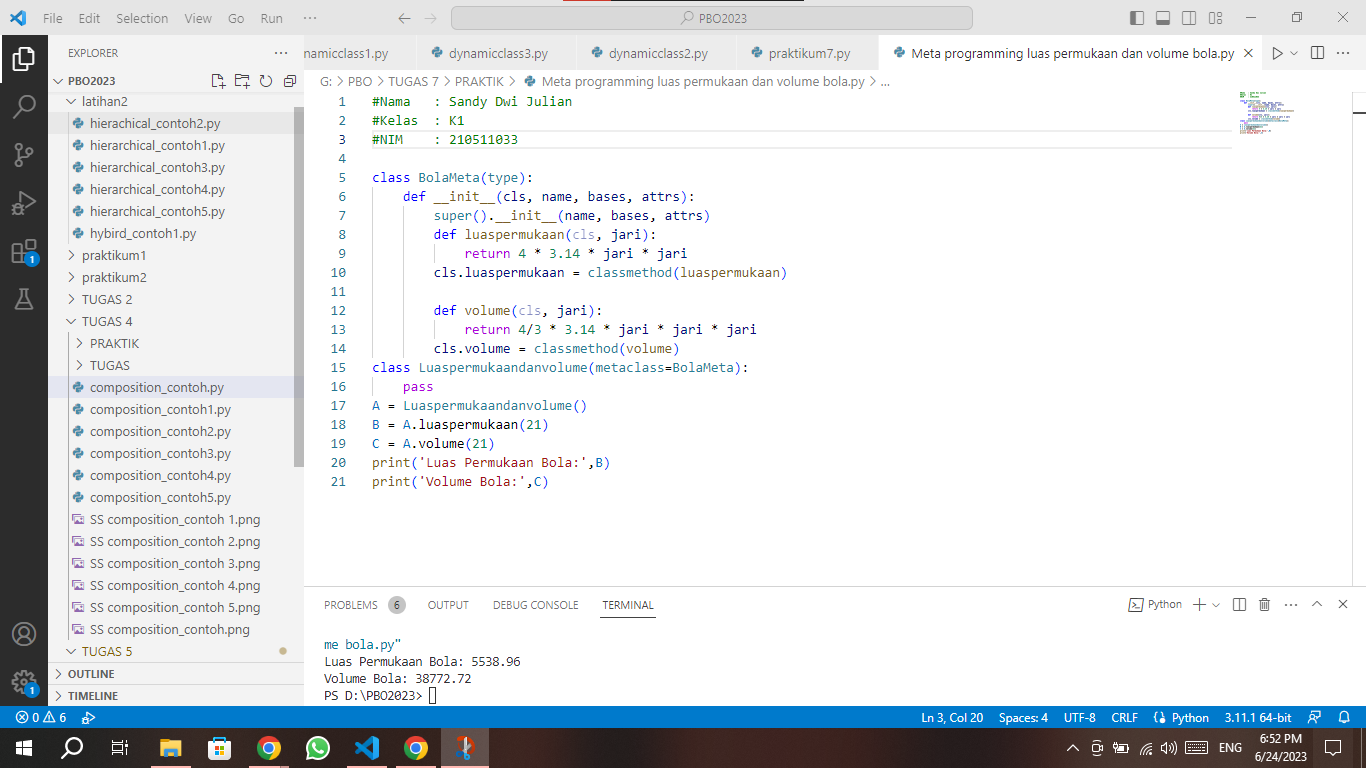 File Edit Selection View Go Run ···
PBO2023
EXPLORER
PBO2023
latihan2
hierachical_contoh2.py
hierarchical_contoh1.py
hierarchical_contoh3.py
hierarchical_contoh4.py
hierarchical_contoh5.py
hybird_contoh1.py
praktikum1
praktikum2
TUGAS 2
TUGAS 4
PRAKTIK
TUGAS
composition_contoh.py
composition_contoh1.py
composition_contoh2.py
composition_contoh3.py
composition_contoh4.py
composition_contoh5.py
SS composition_contoh 1.png
SS composition_contoh 2.png
SS composition_contoh 3.png
SS composition_contoh 4.png
SS composition_contoh 5.png
SS composition_contoh.png
TUGAS 5
OUTLINE
TIMELINE
1
1
namicclass1.py dynamicclass3.py dynamicclass2.py praktikum7.py Meta programming luas permukaan dan volume bola.py
G: > PBO > TUGAS 7 > PRAKTIK > Meta programming luas permukaan dan volume bola.py > ...
1 #Nama   : Sandy Dwi Julian
2 #Kelas  : K1
3 #NIM    : 210511033
4
5 class BolaMeta(type):
6     def __init__(cls, name, bases, attrs):
7         super().__init__(name, bases, attrs)
8         def luaspermukaan(cls, jari):
9             return 4 * 3.14 * jari * jari
10         cls.luaspermukaan = classmethod(luaspermukaan)
11
12         def volume(cls, jari):
13             return 4/3 * 3.14 * jari * jari * jari
14         cls.volume = classmethod(volume)
15 class Luaspermukaandanvolume(metaclass=BolaMeta):
16     pass
17 A = Luaspermukaandanvolume()
18 B = A.luaspermukaan(21)
19 C = A.volume(21)
20 print('Luas Permukaan Bola:',B)
21 print('Volume Bola:',C)
PROBLEMS 6 OUTPUT DEBUG CONSOLE TERMINAL Python
me bola.py"
Luas Permukaan Bola: 5538.96
Volume Bola: 38772.72
PS D:\PBO2023>
0 6 Ln 3, Col 20 Spaces: 4 UTF-8 CRLF Python 3.11.1 64-bit
ENG
6:52 PM
6/24/2023